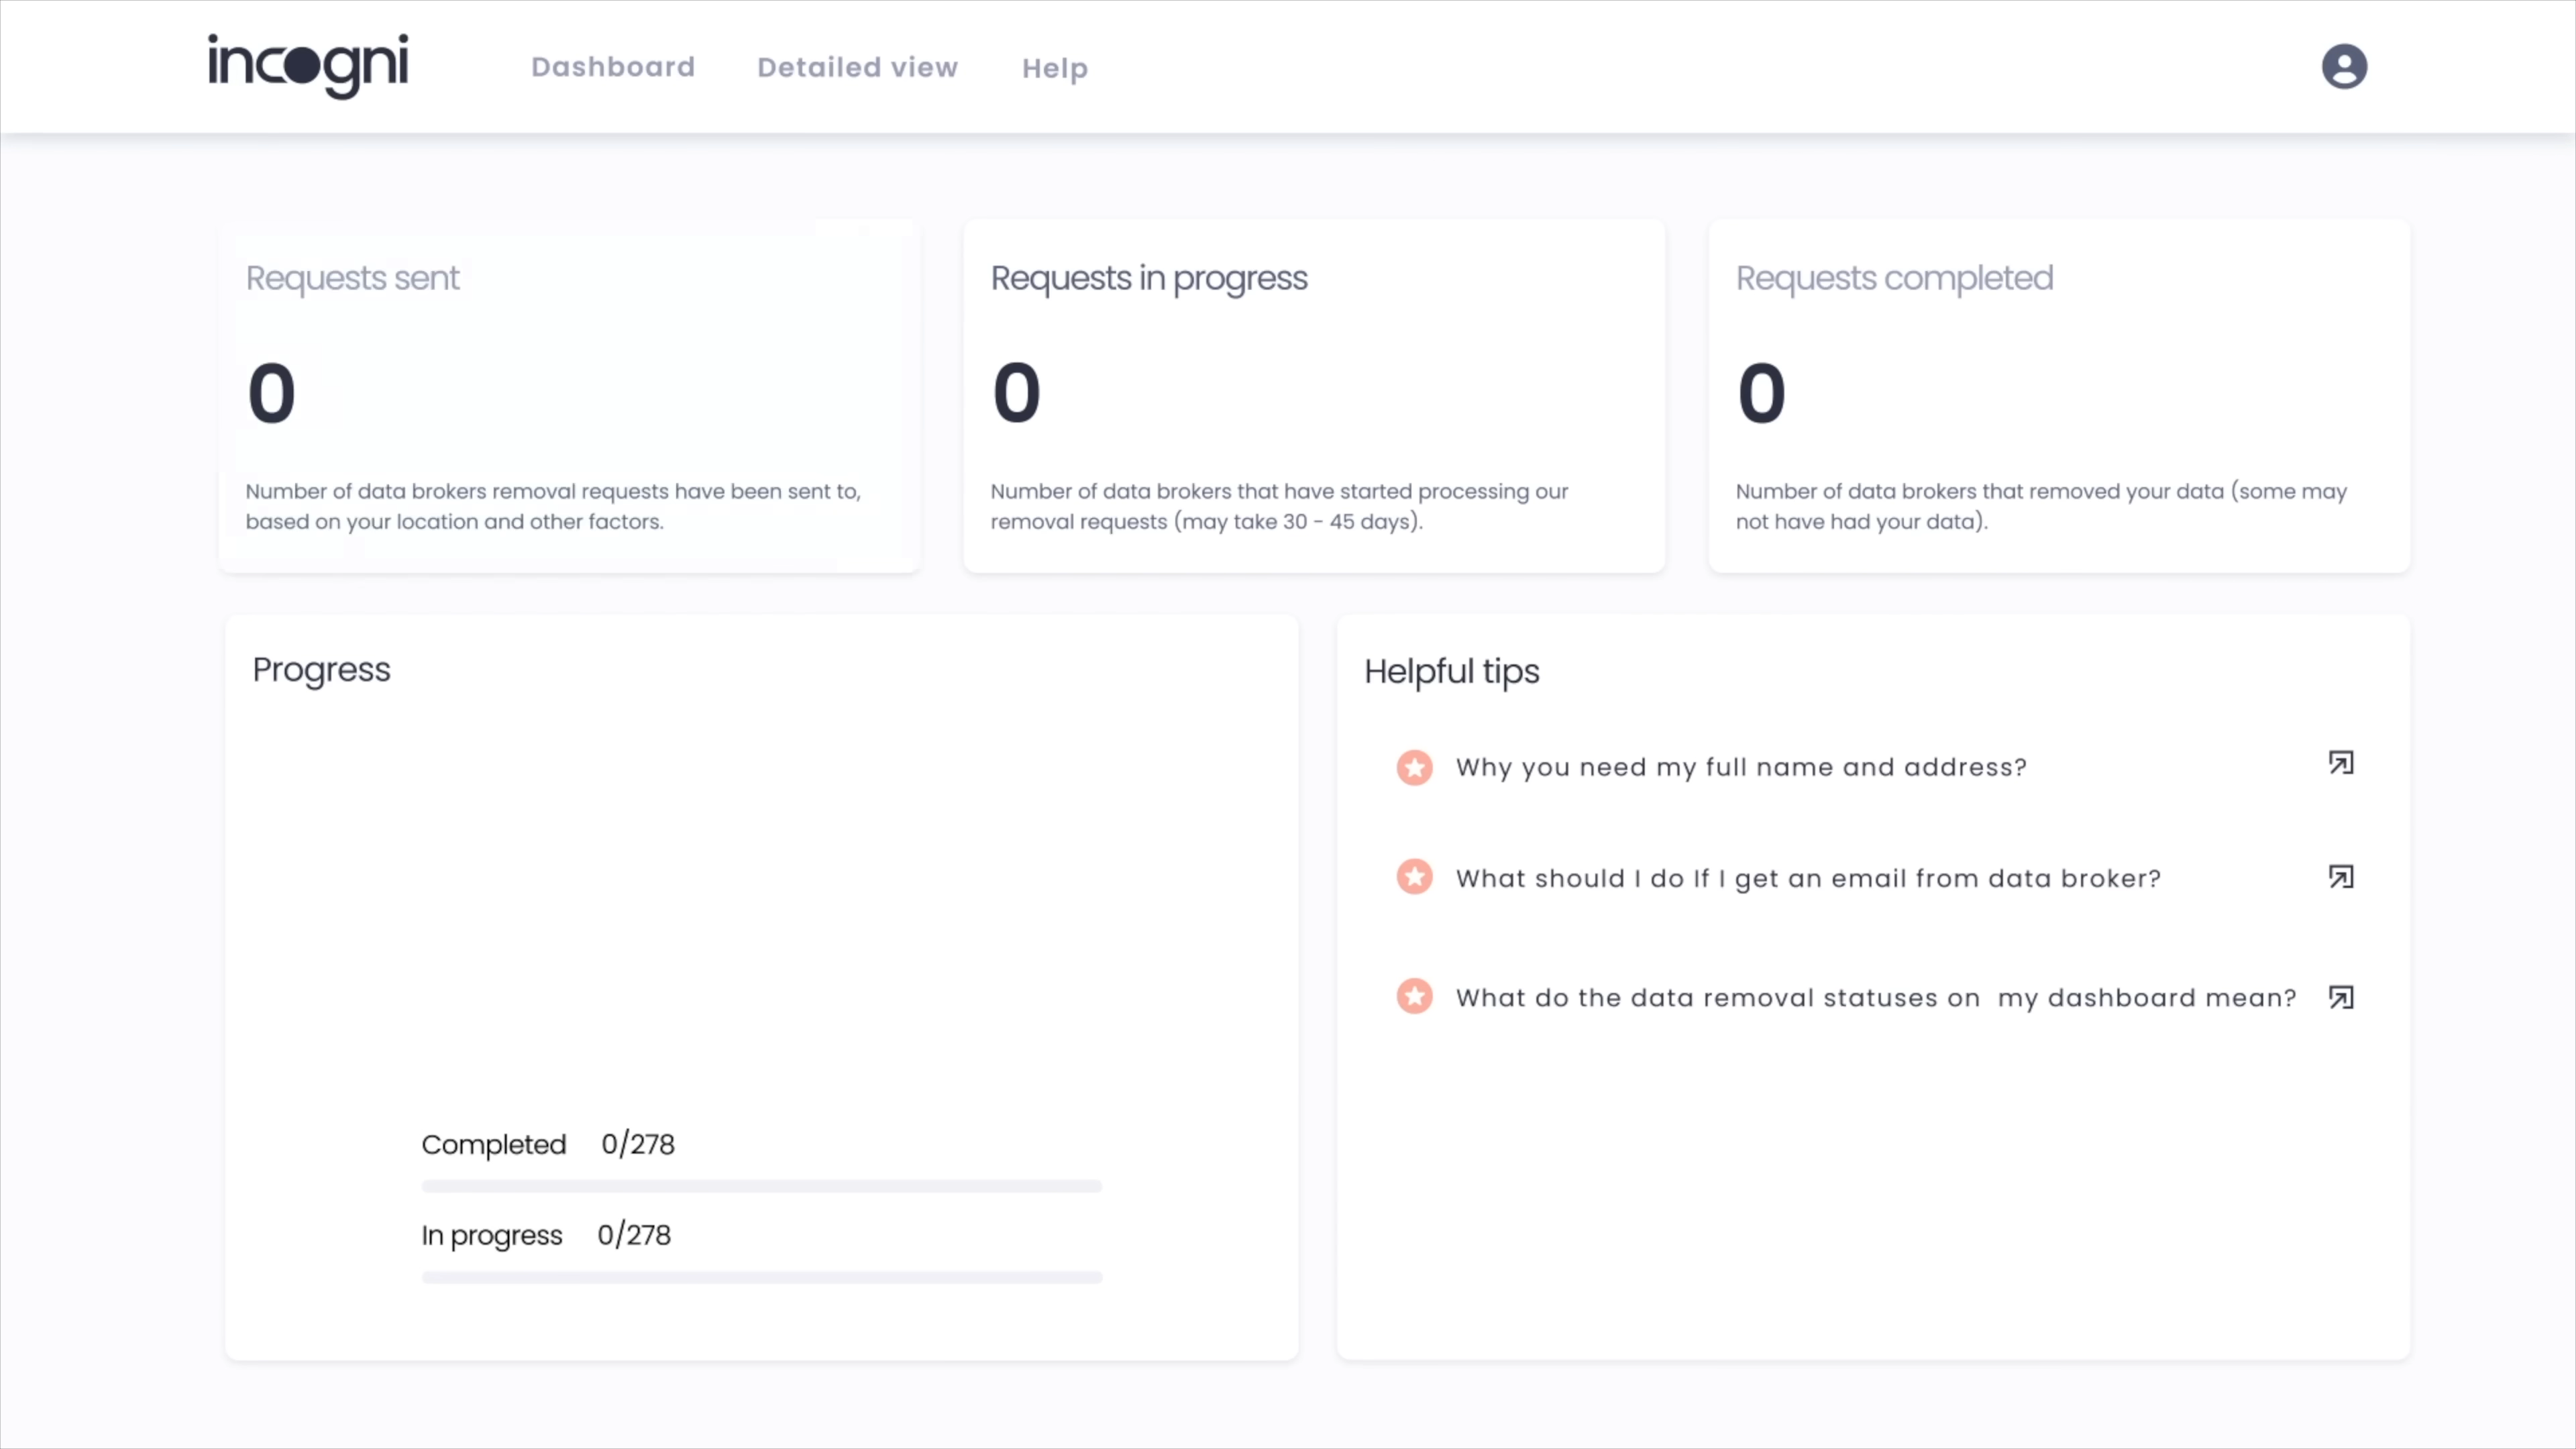 incogni
Dashboard
Detailed view
Help
Requests sent
0
Number of data brokers removal requests have been sent to,
based on your location and other factors.
Requests in progress
0
Number of data brokers that have started processing our
removal requests (may take 30 - 45 days).
Requests completed
0
Number of data brokers that removed your data (some may
not have had your data).
Progress
Completed 0/278
In progress 0/278
Helpful tips
Why you need my full name and address?
What should I do If I get an email from data broker?
What do the data removal statuses on my dashboard mean?